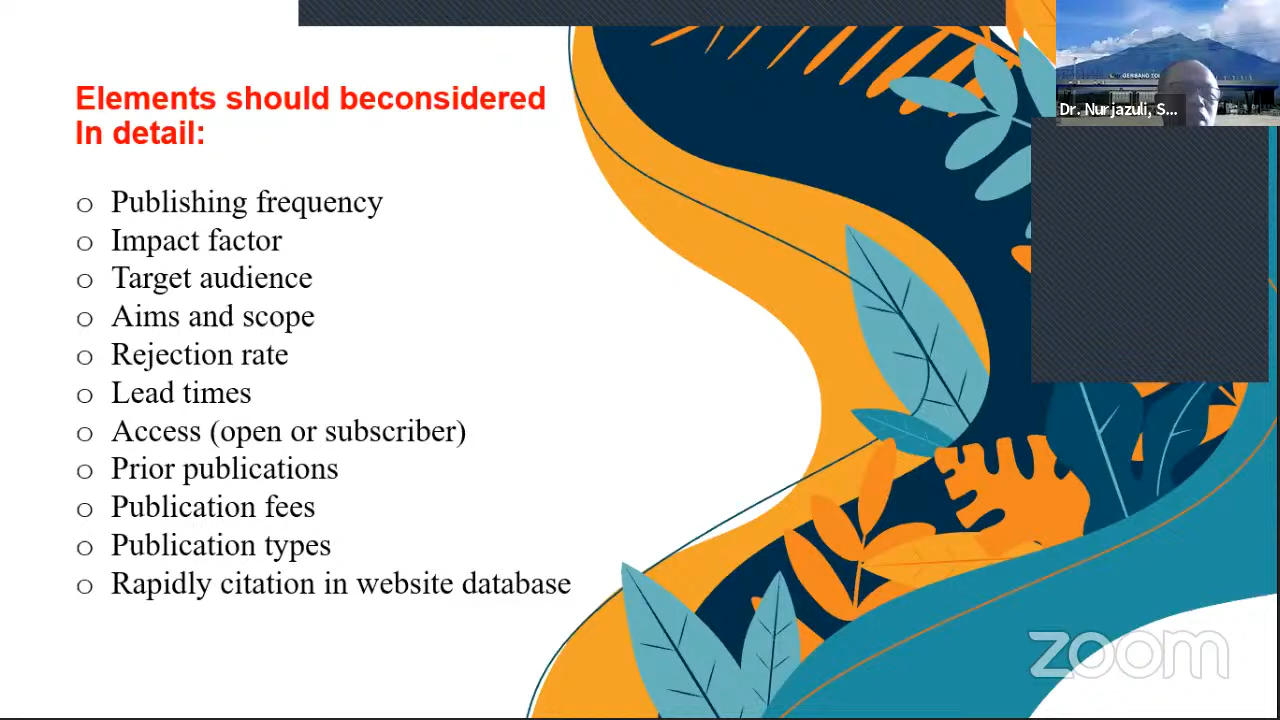 Elements should beconsidered
In detail:
o Publishing frequency
o Impact factor
o Target audience
o Aims and scope
o Rejection rate
o Lead times
o Access (open or subscriber)
o Prior publications
o Publication fees
o Publication types
o Rapidly citation in website database
Dr. Nurjazuli, S...
zoom